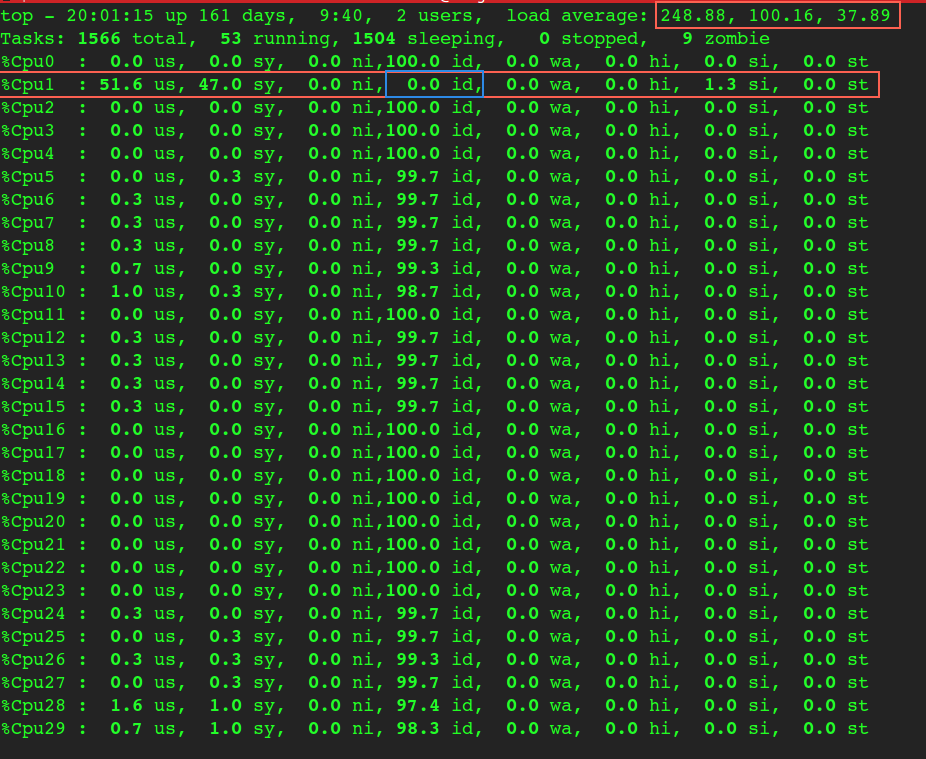 top - 20:01:15 up 161 days,  9:40,  2 users,  load average: 248.88, 100.16, 37.89
Tasks: 1566 total,  53 running, 1504 sleeping,   0 stopped,   9 zombie
%Cpu0  :  0.0 us,  0.0 sy,  0.0 ni,100.0 id,  0.0 wa,  0.0 hi,  0.0 si,  0.0 st
%Cpu1  : 51.6 us, 47.0 sy,  0.0 ni,  0.0 id,  0.0 wa,  0.0 hi,  1.3 si,  0.0 st
%Cpu2  :  0.0 us,  0.0 sy,  0.0 ni,100.0 id,  0.0 wa,  0.0 hi,  0.0 si,  0.0 st
%Cpu3  :  0.0 us,  0.0 sy,  0.0 ni,100.0 id,  0.0 wa,  0.0 hi,  0.0 si,  0.0 st
%Cpu4  :  0.0 us,  0.0 sy,  0.0 ni,100.0 id,  0.0 wa,  0.0 hi,  0.0 si,  0.0 st
%Cpu5  :  0.0 us,  0.3 sy,  0.0 ni, 99.7 id,  0.0 wa,  0.0 hi,  0.0 si,  0.0 st
%Cpu6  :  0.3 us,  0.0 sy,  0.0 ni, 99.7 id,  0.0 wa,  0.0 hi,  0.0 si,  0.0 st
%Cpu7  :  0.3 us,  0.0 sy,  0.0 ni, 99.7 id,  0.0 wa,  0.0 hi,  0.0 si,  0.0 st
%Cpu8  :  0.3 us,  0.0 sy,  0.0 ni, 99.7 id,  0.0 wa,  0.0 hi,  0.0 si,  0.0 st
%Cpu9  :  0.7 us,  0.0 sy,  0.0 ni, 99.3 id,  0.0 wa,  0.0 hi,  0.0 si,  0.0 st
%Cpu10 :  1.0 us,  0.3 sy,  0.0 ni, 98.7 id,  0.0 wa,  0.0 hi,  0.0 si,  0.0 st
%Cpu11 :  0.0 us,  0.0 sy,  0.0 ni,100.0 id,  0.0 wa,  0.0 hi,  0.0 si,  0.0 st
%Cpu12 :  0.3 us,  0.0 sy,  0.0 ni, 99.7 id,  0.0 wa,  0.0 hi,  0.0 si,  0.0 st
%Cpu13 :  0.3 us,  0.0 sy,  0.0 ni, 99.7 id,  0.0 wa,  0.0 hi,  0.0 si,  0.0 st
%Cpu14 :  0.3 us,  0.0 sy,  0.0 ni, 99.7 id,  0.0 wa,  0.0 hi,  0.0 si,  0.0 st
%Cpu15 :  0.3 us,  0.0 sy,  0.0 ni, 99.7 id,  0.0 wa,  0.0 hi,  0.0 si,  0.0 st
%Cpu16 :  0.0 us,  0.0 sy,  0.0 ni,100.0 id,  0.0 wa,  0.0 hi,  0.0 si,  0.0 st
%Cpu17 :  0.0 us,  0.0 sy,  0.0 ni,100.0 id,  0.0 wa,  0.0 hi,  0.0 si,  0.0 st
%Cpu18 :  0.0 us,  0.0 sy,  0.0 ni,100.0 id,  0.0 wa,  0.0 hi,  0.0 si,  0.0 st
%Cpu19 :  0.0 us,  0.0 sy,  0.0 ni,100.0 id,  0.0 wa,  0.0 hi,  0.0 si,  0.0 st
%Cpu20 :  0.0 us,  0.0 sy,  0.0 ni,100.0 id,  0.0 wa,  0.0 hi,  0.0 si,  0.0 st
%Cpu21 :  0.0 us,  0.0 sy,  0.0 ni,100.0 id,  0.0 wa,  0.0 hi,  0.0 si,  0.0 st
%Cpu22 :  0.0 us,  0.0 sy,  0.0 ni,100.0 id,  0.0 wa,  0.0 hi,  0.0 si,  0.0 st
%Cpu23 :  0.0 us,  0.0 sy,  0.0 ni,100.0 id,  0.0 wa,  0.0 hi,  0.0 si,  0.0 st
%Cpu24 :  0.3 us,  0.0 sy,  0.0 ni, 99.7 id,  0.0 wa,  0.0 hi,  0.0 si,  0.0 st
%Cpu25 :  0.0 us,  0.3 sy,  0.0 ni, 99.7 id,  0.0 wa,  0.0 hi,  0.0 si,  0.0 st
%Cpu26 :  0.3 us,  0.3 sy,  0.0 ni, 99.3 id,  0.0 wa,  0.0 hi,  0.0 si,  0.0 st
%Cpu27 :  0.0 us,  0.3 sy,  0.0 ni, 99.7 id,  0.0 wa,  0.0 hi,  0.0 si,  0.0 st
%Cpu28 :  1.6 us,  1.0 sy,  0.0 ni, 97.4 id,  0.0 wa,  0.0 hi,  0.0 si,  0.0 st
%Cpu29 :  0.7 us,  1.0 sy,  0.0 ni, 98.3 id,  0.0 wa,  0.0 hi,  0.0 si,  0.0 st